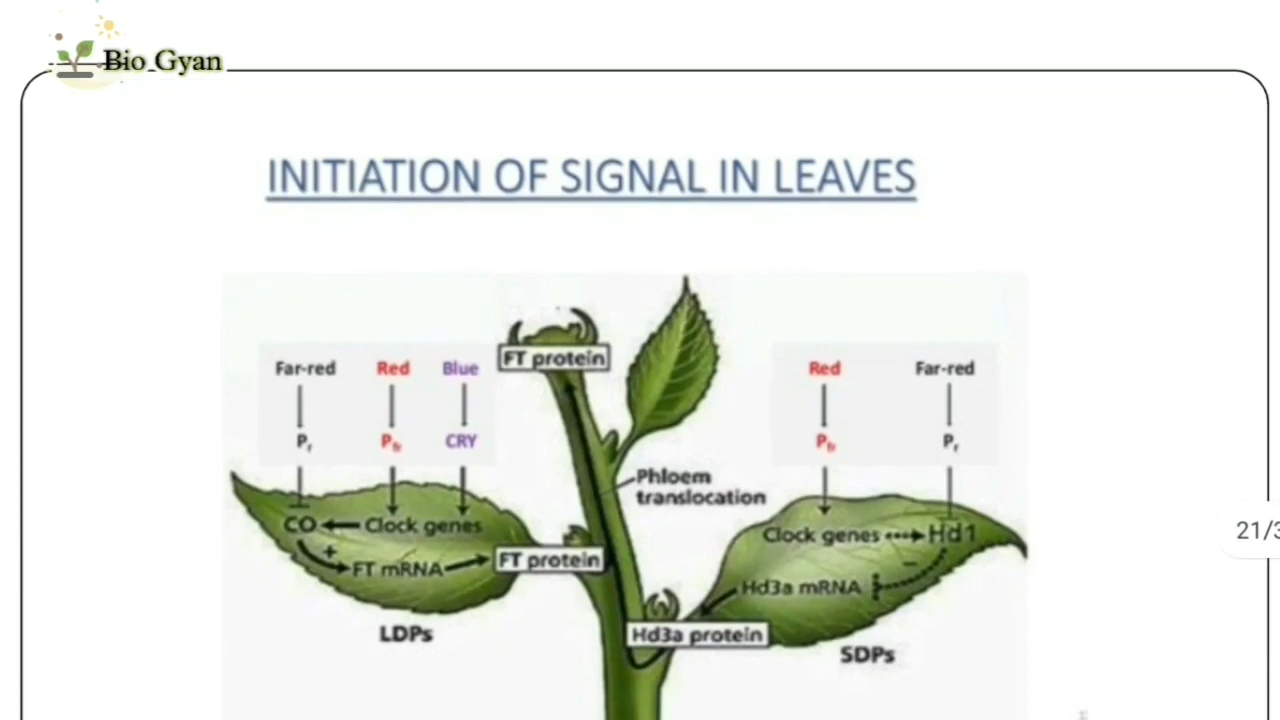 Bio Gyan
INITIATION OF SIGNAL IN LEAVES
Far-red
Red
Blue
FT protein
Red
Far-red
Pr
Pfr
CRY
Pfr
Pr
Phloem
translocation
CO
Clock genes
Clock genes
Hd1
+
FT mRNA
FT protein
–
Hd3a mRNA
LDPs
Hd3a protein
SDPs
21/3